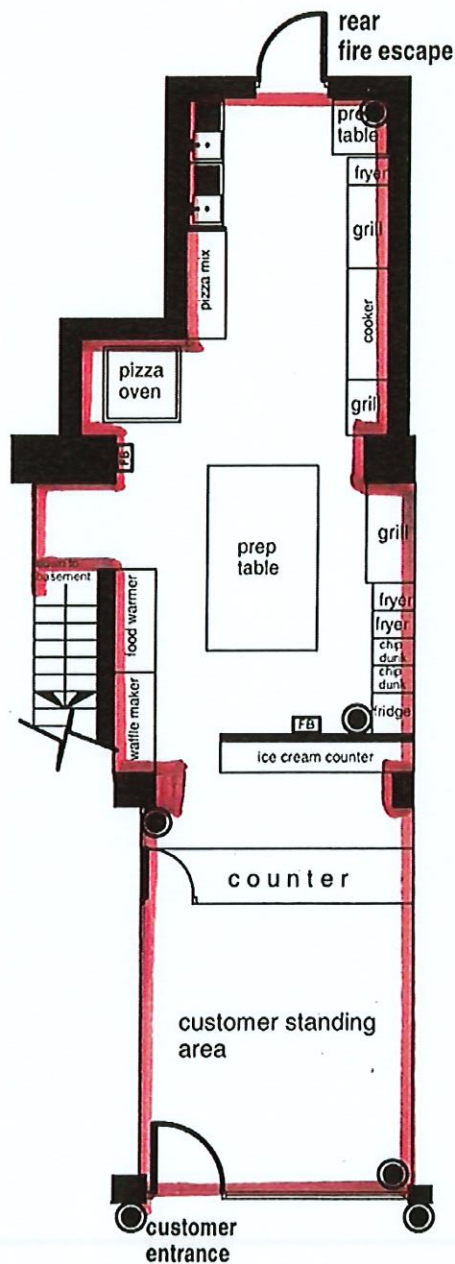 rear
fire escape
prep
table
fryer
grill
cooker
grill
pizza mix
pizza
oven
FB
grill
prep
table
down to
basement
food warmer
waffle maker
fryer
fryer
chip
dunk
chip
dunk
fridge
FB
ice cream counter
counter
customer standing
area
customer
entrance